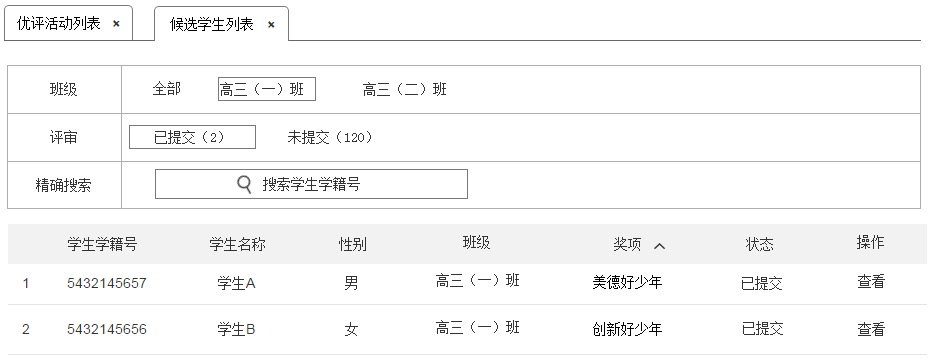 优评活动列表 × 候选学生列表 ×
班级 全部 高三（一）班 高三（二）班
评审 已提交（2） 未提交（120）
精确搜索 搜索学生学籍号
学生学籍号 学生名称 性别 班级 奖项 状态 操作
1 5432145657 学生A 男 高三（一）班 美德好少年 已提交 查看
2 5432145656 学生B 女 高三（一）班 创新好少年 已提交 查看